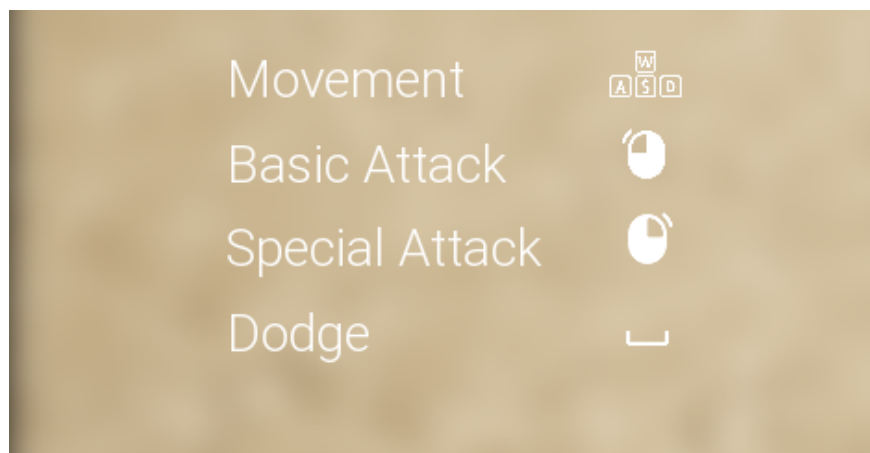 Movement W
A S D
Basic Attack
Special Attack
Dodge